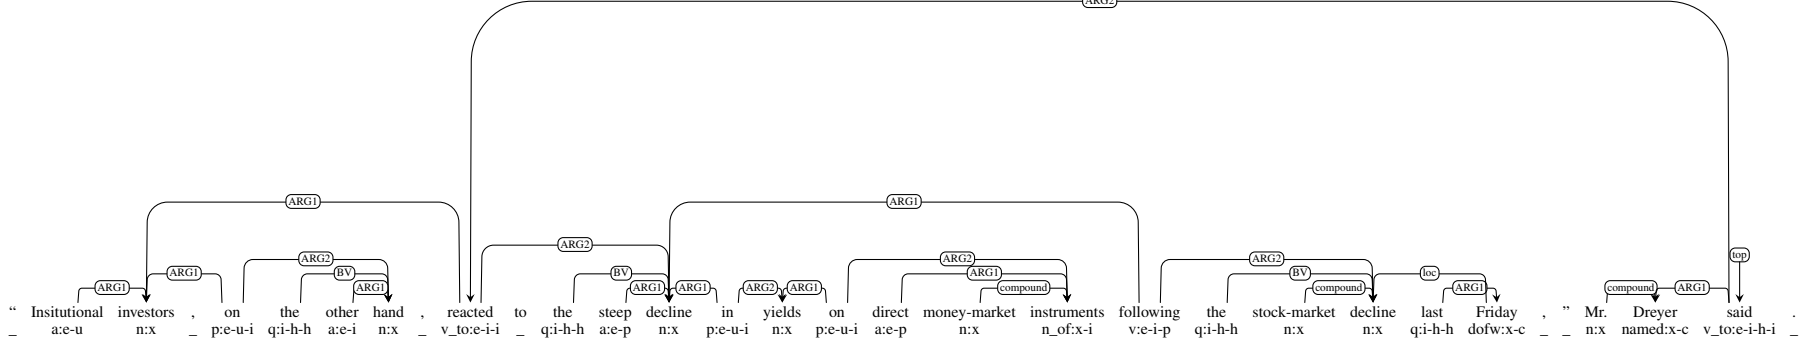 ARG2
ARG1 ARG1
ARG2
ARG2 ARG2 ARG2 top
ARG1 BV BV ARG1 BV loc
ARG1 ARG1 ARG1 ARG1 ARG2 ARG1 compound compound ARG1 compound ARG1
“ Insitutional investors , on the other hand , reacted to the steep decline in yields on direct money-market instruments following the stock-market decline last Friday , ” Mr. Dreyer said .
_ a:e-u n:x _ p:e-u-i q:i-h-h a:e-i n:x _ v_to:e-i-i _ q:i-h-h a:e-p n:x p:e-u-i n:x p:e-u-i a:e-p n:x n_of:x-i v:e-i-p q:i-h-h n:x n:x q:i-h-h dofw:x-c _ _ n:x named:x-c v_to:e-i-h-i _